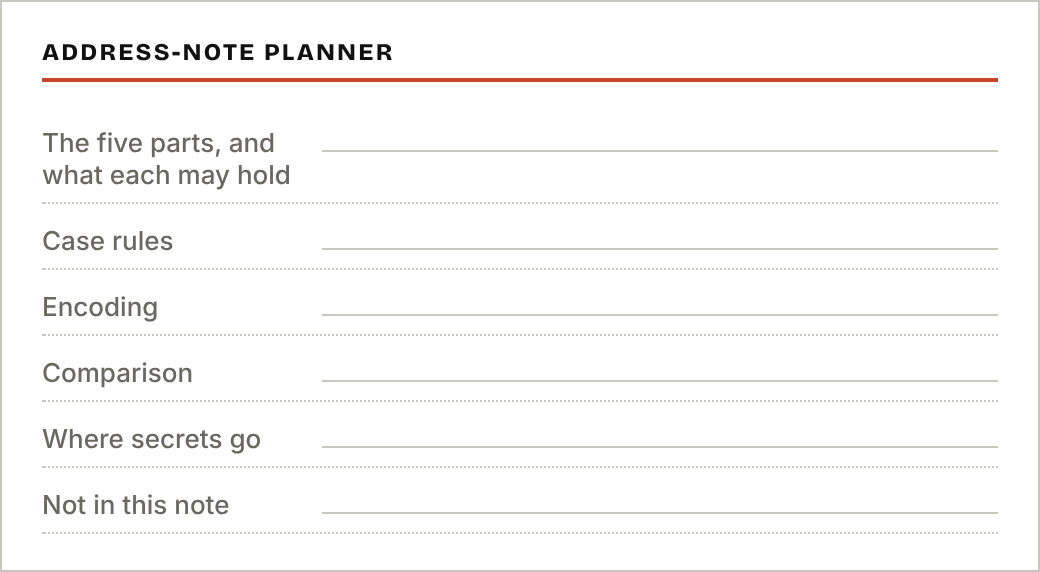 ADDRESS-NOTE PLANNER
The five parts, and
what each may hold
Case rules
Encoding
Comparison
Where secrets go
Not in this note